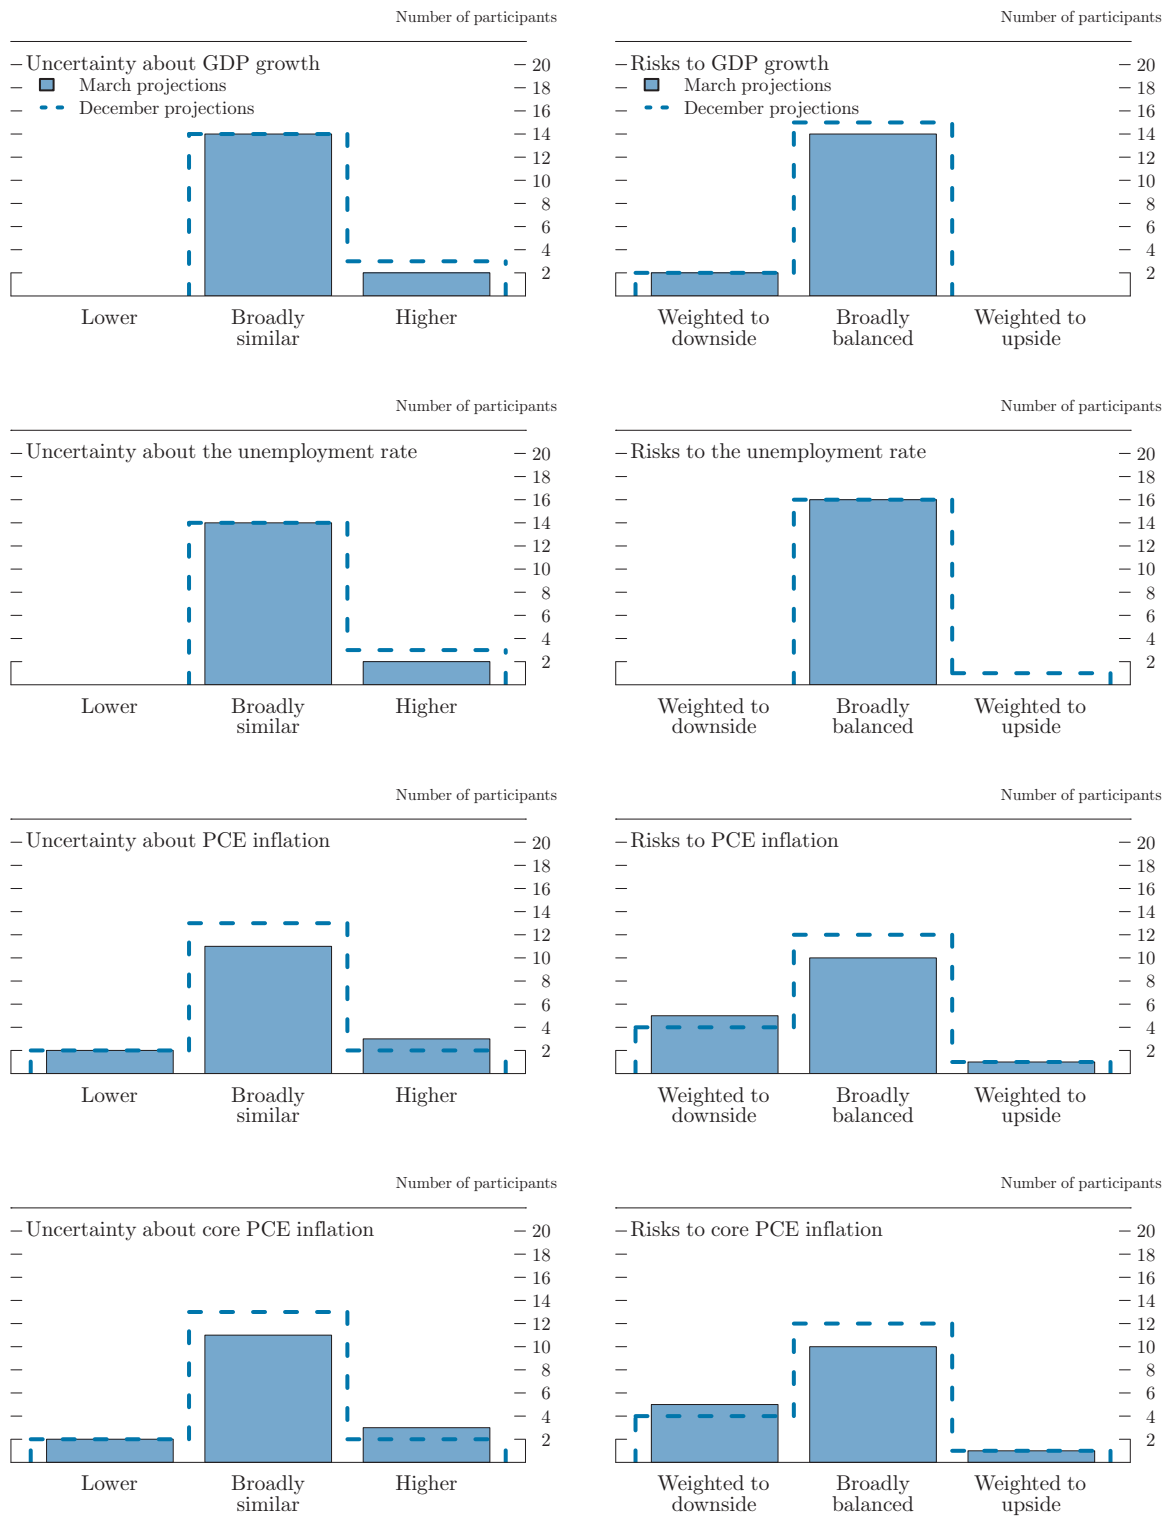 Number of participants
Uncertainty about GDP growth
March projections
December projections
20
18
16
14
12
10
8
6
4
2
Lower
Broadly
similar
Higher
Number of participants
Risks to GDP growth
March projections
December projections
20
18
16
14
12
10
8
6
4
2
Weighted to
downside
Broadly
balanced
Weighted to
upside
Number of participants
Uncertainty about the unemployment rate
20
18
16
14
12
10
8
6
4
2
Lower
Broadly
similar
Higher
Number of participants
Risks to the unemployment rate
20
18
16
14
12
10
8
6
4
2
Weighted to
downside
Broadly
balanced
Weighted to
upside
Number of participants
Uncertainty about PCE inflation
20
18
16
14
12
10
8
6
4
2
Lower
Broadly
similar
Higher
Number of participants
Risks to PCE inflation
20
18
16
14
12
10
8
6
4
2
Weighted to
downside
Broadly
balanced
Weighted to
upside
Number of participants
Uncertainty about core PCE inflation
20
18
16
14
12
10
8
6
4
2
Lower
Broadly
similar
Higher
Number of participants
Risks to core PCE inflation
20
18
16
14
12
10
8
6
4
2
Weighted to
downside
Broadly
balanced
Weighted to
upside